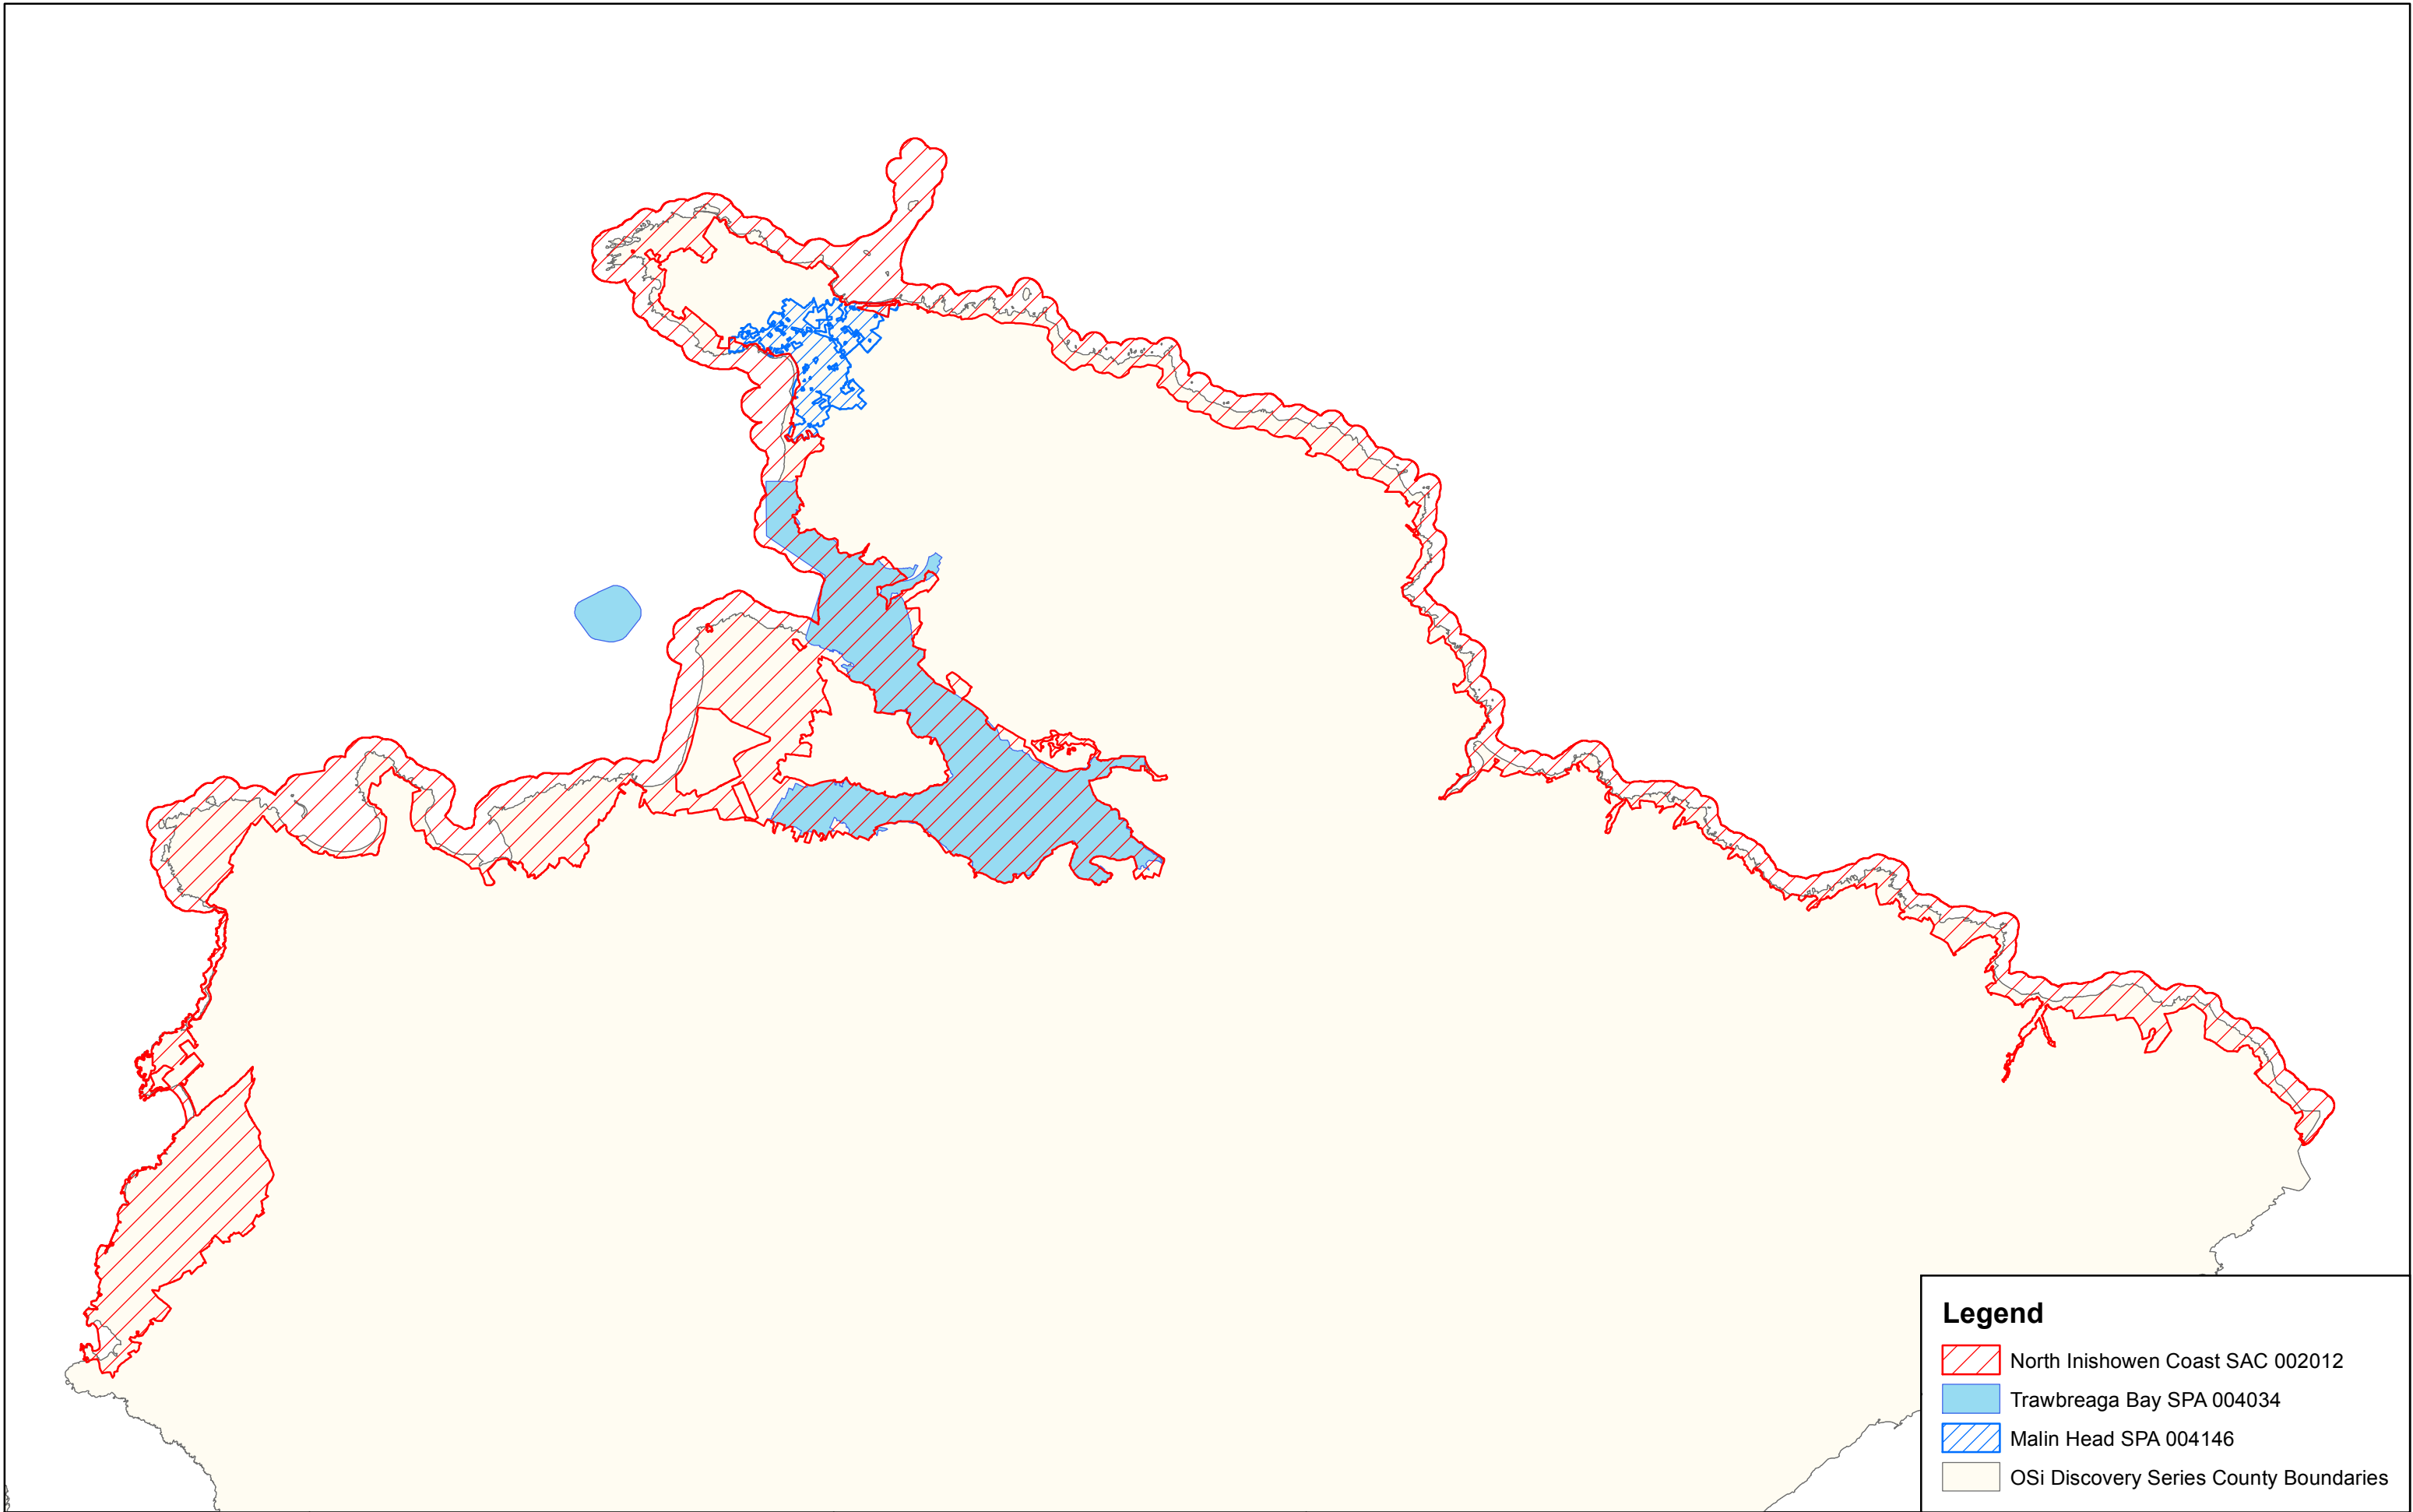 Legend
North Inishowen Coast SAC 002012
Trawbreaga Bay SPA 004034
Malin Head SPA 004146
OSi Discovery Series County Boundaries